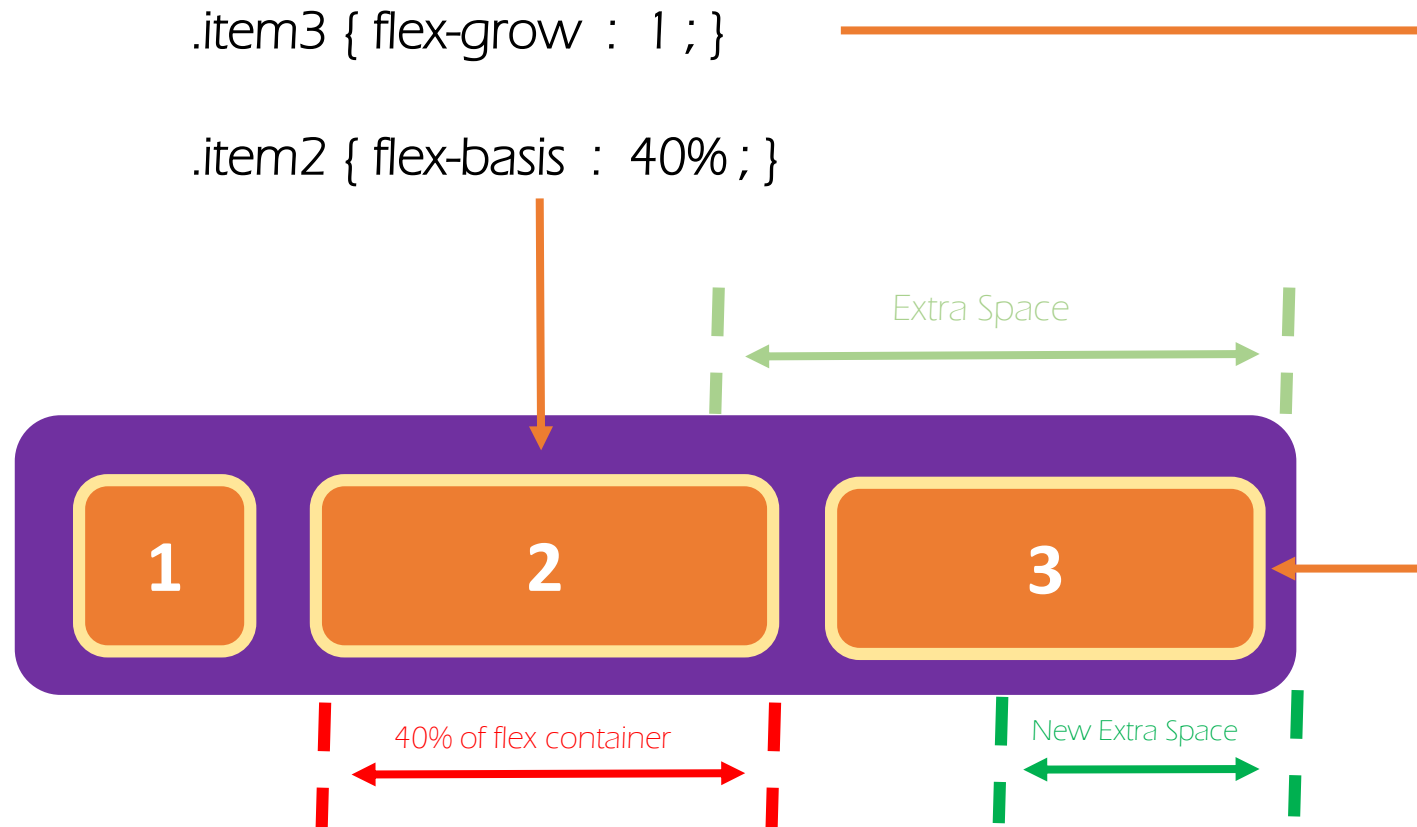 .item3 { flex-grow : 1 ; }
.item2 { flex-basis : 40% ; }
Extra Space
1
2
3
40% of flex container
New Extra Space